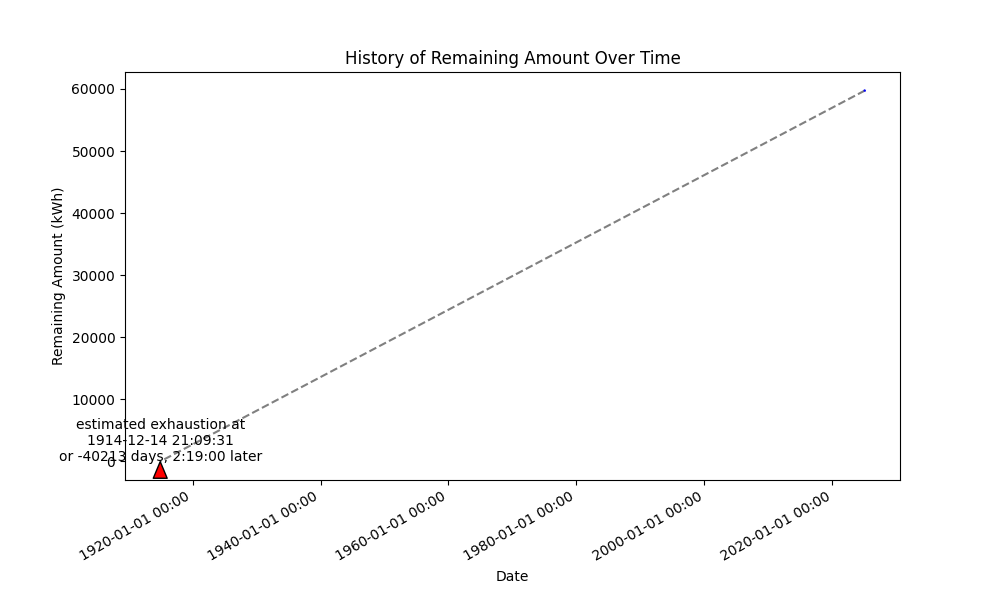 History of Remaining Amount Over Time
60000
50000
40000
30000
20000
10000
0
Remaining Amount (kWh)
estimated exhaustion at
1914-12-14 21:09:31
or -40213 days, 2:19:00 later
1920-01-01 00:00
1940-01-01 00:00
1960-01-01 00:00
1980-01-01 00:00
2000-01-01 00:00
2020-01-01 00:00
Date